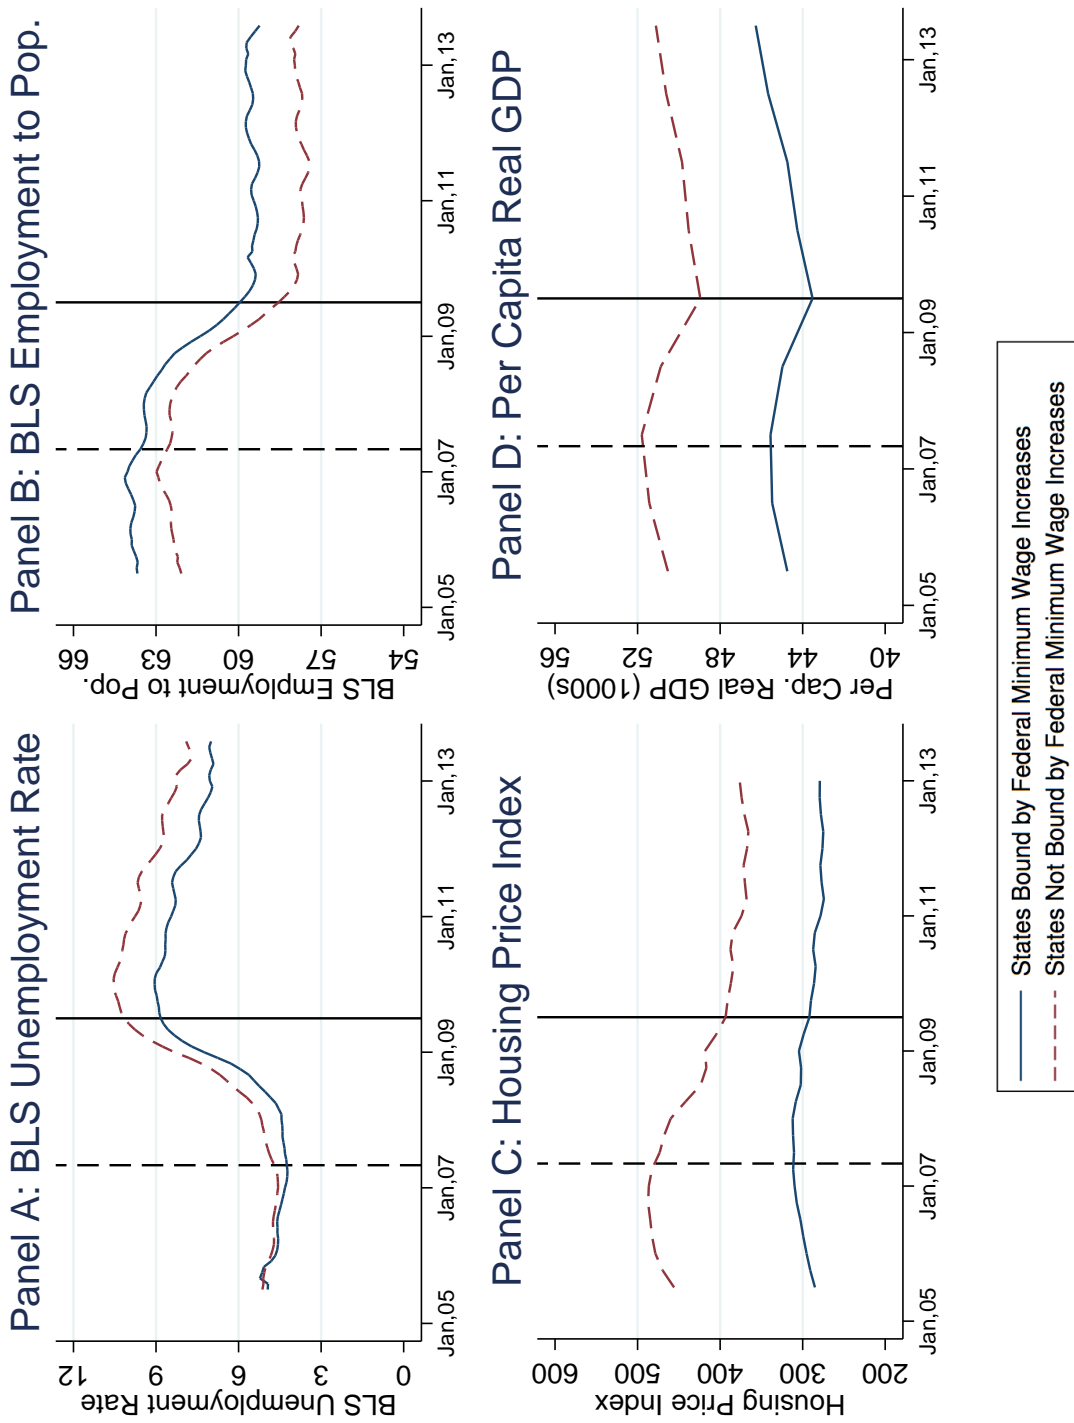 Panel A: BLS Unemployment Rate
BLS Unemployment Rate
12
9
6
3
0
Jan,05
Jan,07
Jan,09
Jan,11
Jan,13
Panel B: BLS Employment to Pop.
BLS Employment to Pop.
66
63
60
57
54
Jan,05
Jan,07
Jan,09
Jan,11
Jan,13
Panel C: Housing Price Index
Housing Price Index
600
500
400
300
200
Jan,05
Jan,07
Jan,09
Jan,11
Jan,13
Panel D: Per Capita Real GDP
Per Cap. Real GDP (1000s)
56
52
48
44
40
Jan,05
Jan,07
Jan,09
Jan,11
Jan,13
States Bound by Federal Minimum Wage Increases
States Not Bound by Federal Minimum Wage Increases